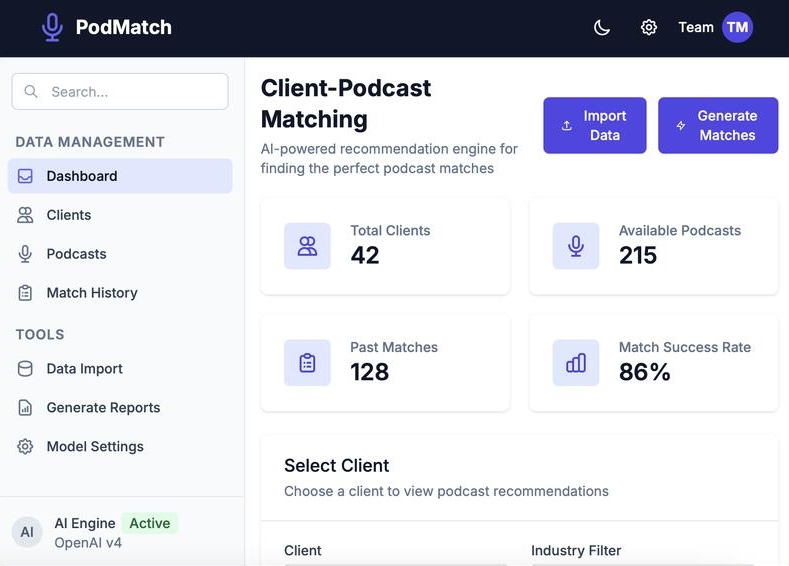 PodMatch
Team TM
Search...
DATA MANAGEMENT
Dashboard
Clients
Podcasts
Match History
TOOLS
Data Import
Generate Reports
Model Settings
AI
AI Engine Active
OpenAI v4
Client-Podcast
Matching
AI-powered recommendation engine for
finding the perfect podcast matches
Import
Data
Generate
Matches
Total Clients
42
Available Podcasts
215
Past Matches
128
Match Success Rate
86%
Select Client
Choose a client to view podcast recommendations
Client
Industry Filter